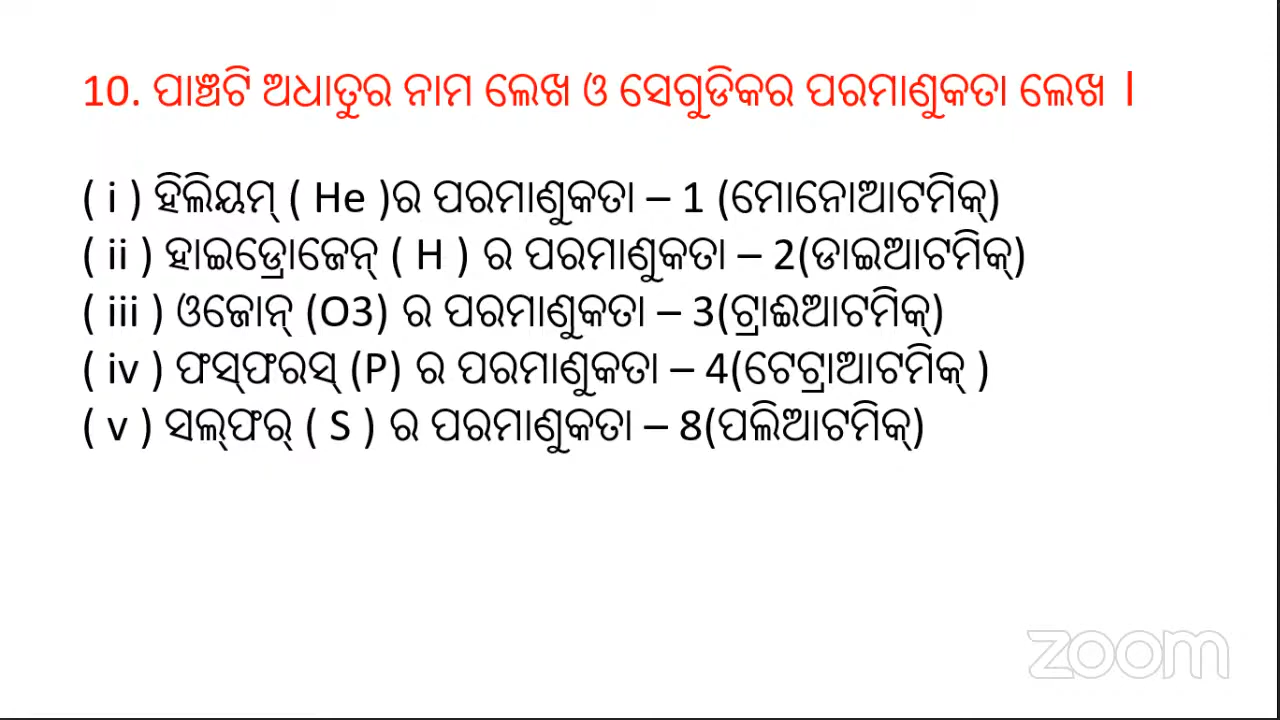 10. ପାଞ୍ଚଟି ଅଧାତୁର ନାମ ଲେଖ ଓ ସେଗୁଡିକର ପରମାଣୁକତା ଲେଖ ।
( i ) ହିଲିୟମ୍ ( He )ର ପରମାଣୁକତା – 1 (ମୋନୋଆଟମିକ୍)
( ii ) ହାଇଡ୍ରୋଜେନ୍ ( H ) ର ପରମାଣୁକତା – 2(ଡାଇଆଟମିକ୍)
( iii ) ଓଜୋନ୍ (O3) ର ପରମାଣୁକତା – 3(ଟ୍ରାଈଆଟମିକ୍)
( iv ) ଫସ୍‌ଫରସ୍ (P) ର ପରମାଣୁକତା – 4(ଟେଟ୍ରାଆଟମିକ୍ )
( v ) ସଲ୍‌ଫର୍ ( S ) ର ପରମାଣୁକତା – 8(ପଲିଆଟମିକ୍)
zoom